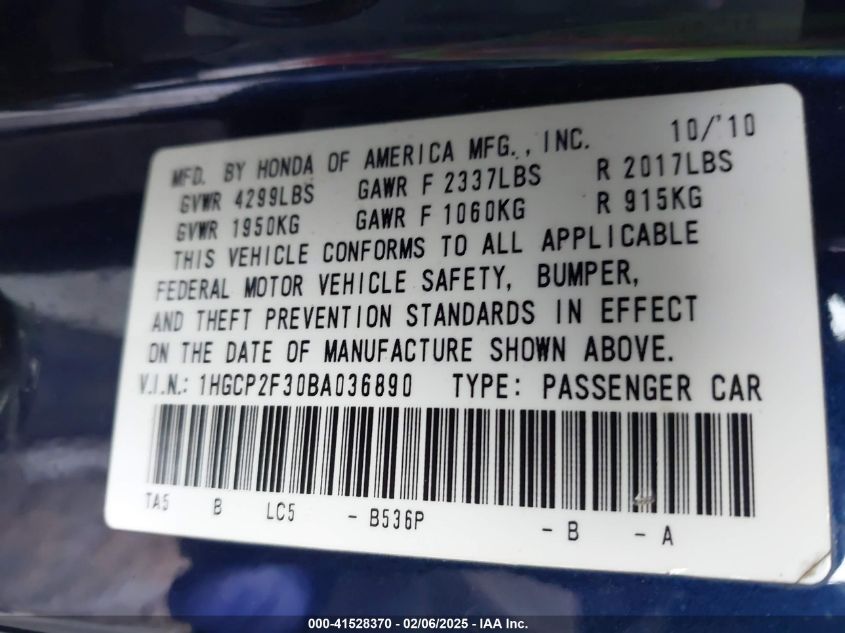 MFD. BY HONDA OF AMERICA MFG., INC. 10/'10
GVWR 4299LBS GAWR F 2337LBS R 2017LBS
GVWR 1950KG GAWR F 1060KG R 915KG
THIS VEHICLE CONFORMS TO ALL APPLICABLE
FEDERAL MOTOR VEHICLE SAFETY, BUMPER,
AND THEFT PREVENTION STANDARDS IN EFFECT
ON THE DATE OF MANUFACTURE SHOWN ABOVE.
V.I.N.: 1HGCP2F30BA036890 TYPE: PASSENGER CAR
TA5 B LC5 - B536P - B - A
000-41528370 - 02/06/2025 - IAA Inc.